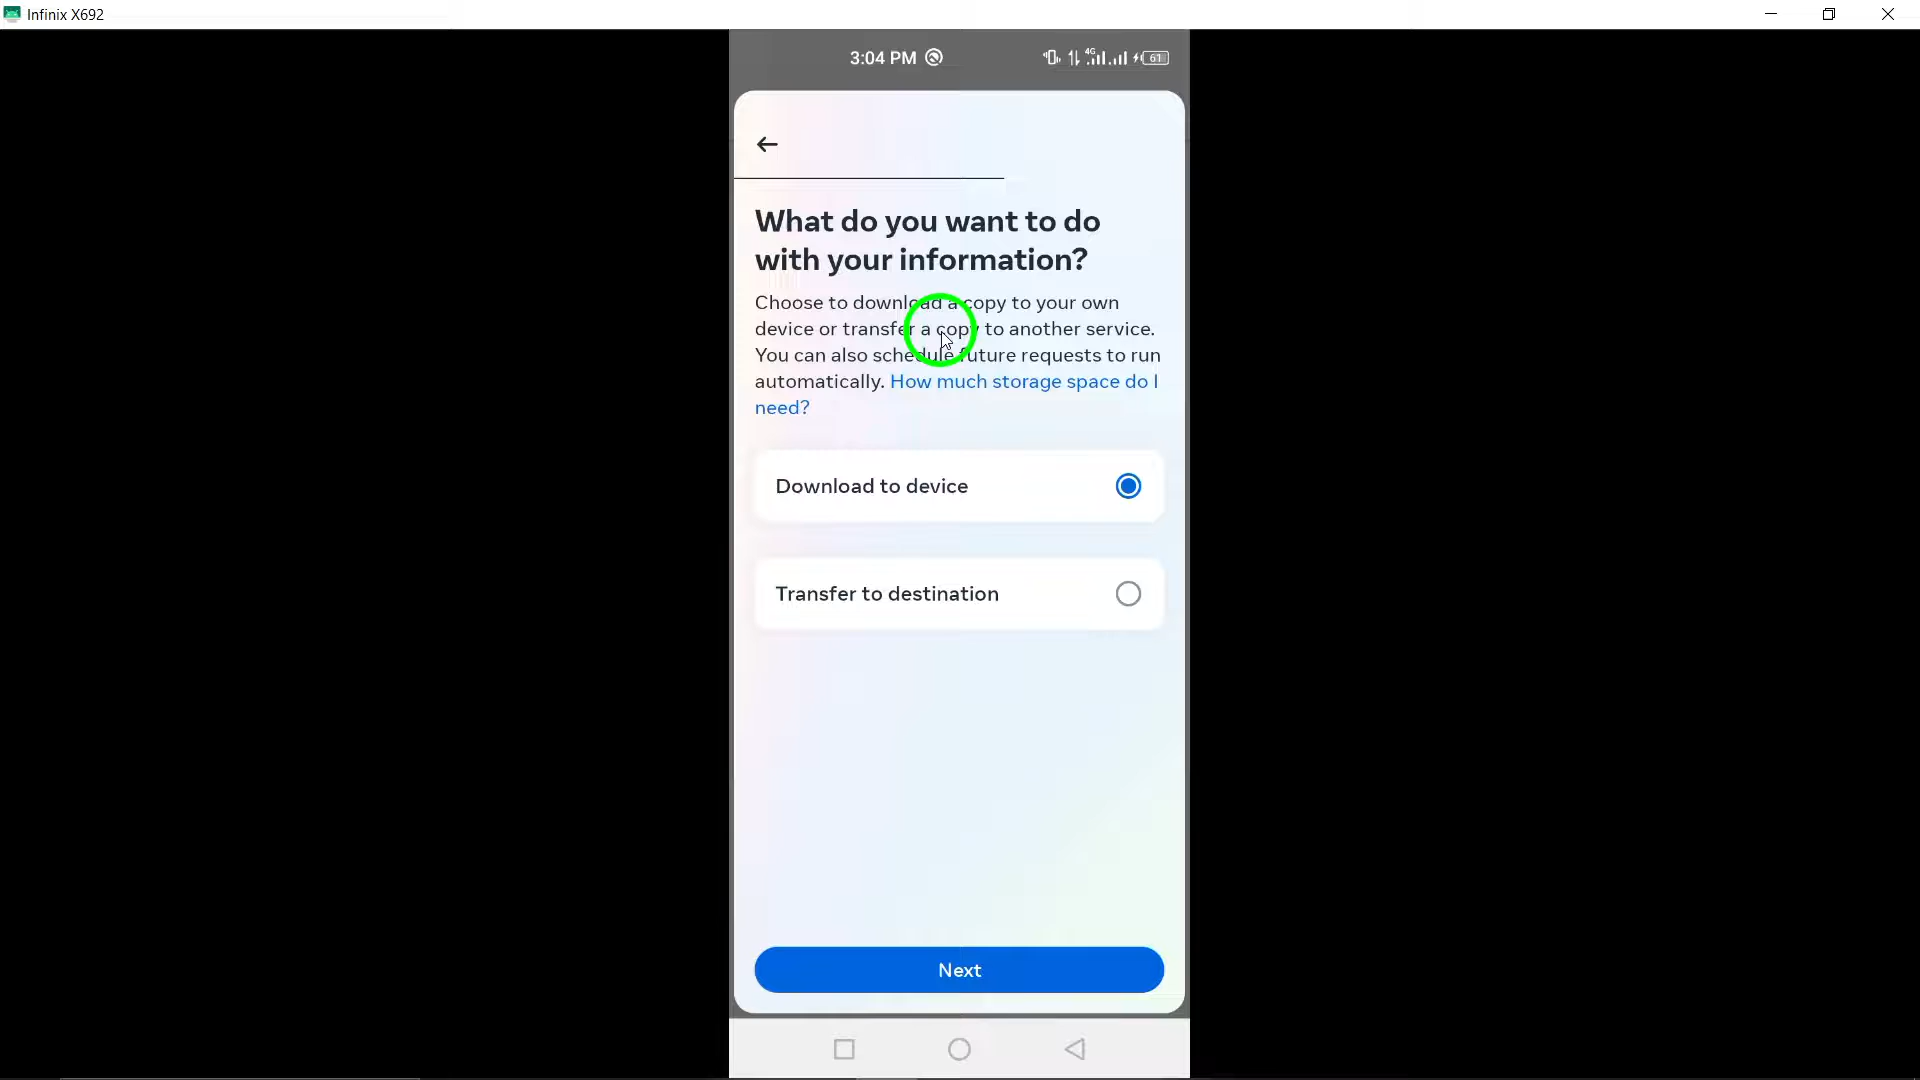 Infinix X692
3:04 PM
4G
61
What do you want to do
with your information?
Choose to download a copy to your own
device or transfer a copy to another service.
You can also schedule future requests to run
automatically. How much storage space do I
need?
Download to device
Transfer to destination
Next